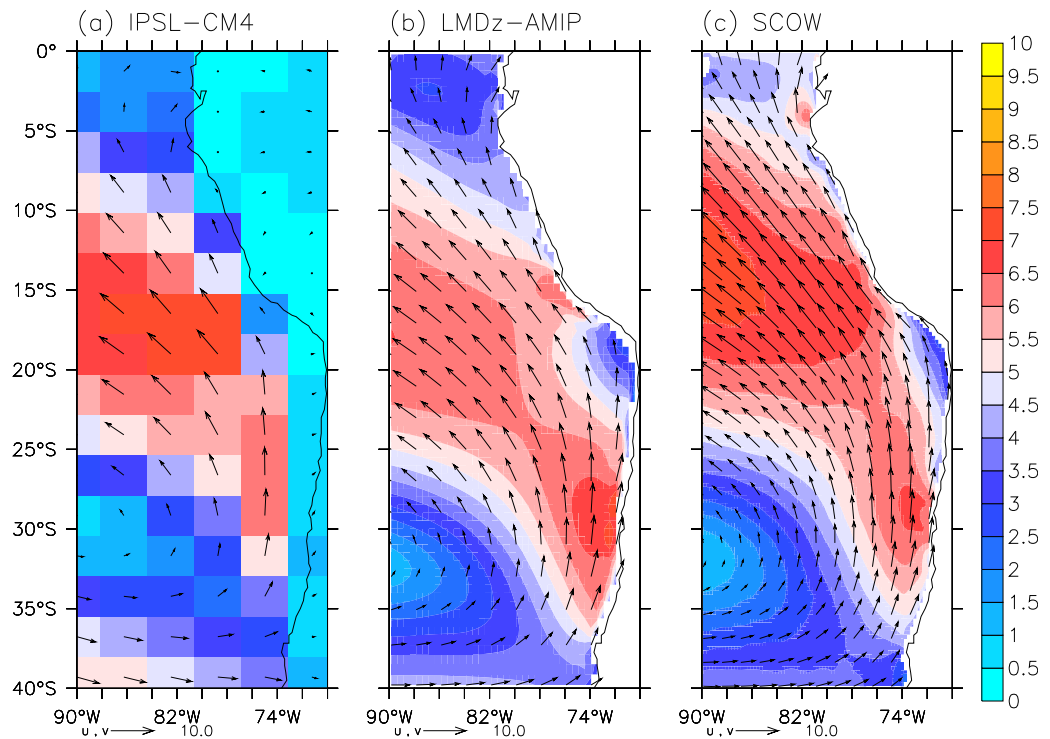 (a) IPSL−CM4
(b) LMDz−AMIP
(c) SCOW
0°
5°S
10°S
15°S
20°S
25°S
30°S
35°S
40°S
90°W 82°W 74°W
90°W 82°W 74°W
90°W 82°W 74°W
u,v 10.0
u,v 10.0
u,v 10.0
10
9.5
9
8.5
8
7.5
7
6.5
6
5.5
5
4.5
4
3.5
3
2.5
2
1.5
1
0.5
0